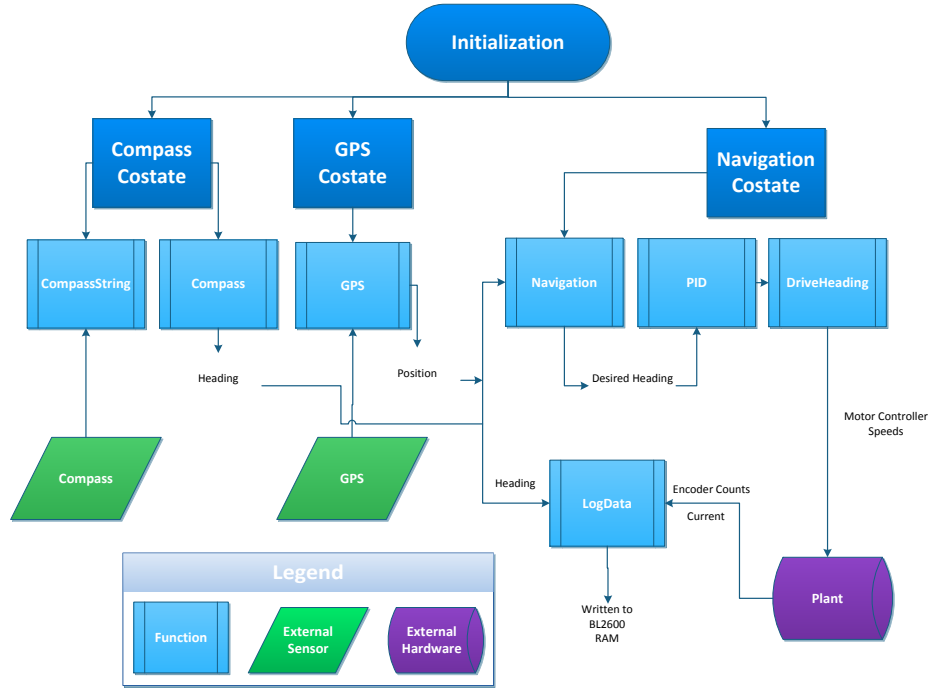 Initialization
Compass
Costate
GPS
Costate
Navigation
Costate
CompassString
Compass
GPS
Navigation
PID
DriveHeading
Heading
Position
Desired Heading
Motor Controller
Speeds
Compass
GPS
Heading
LogData
Encoder Counts
Current
Plant
Written to
BL2600
RAM
Legend
Function
External
Sensor
External
Hardware